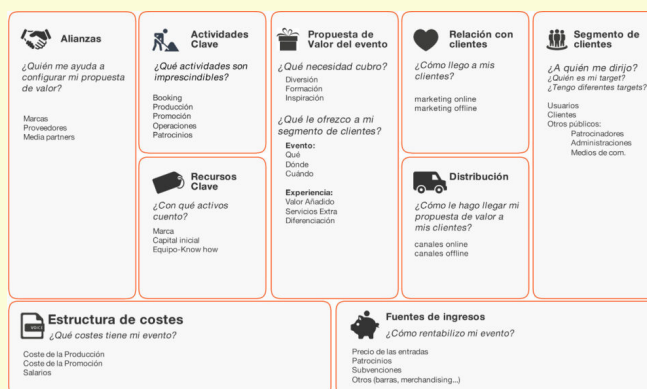 Alianzas
¿Quién me ayuda a
configurar mi propuesta
de valor?
Marcas
Proveedores
Media partners
Actividades
Clave
¿Qué actividades son
imprescindibles?
Booking
Producción
Promoción
Operaciones
Patrocinios
Recursos
Clave
¿Con qué activos
cuento?
Marca
Capital inicial
Equipo-Know how
Propuesta de
Valor del evento
¿Qué necesidad cubro?
Diversión
Formación
Inspiración
¿Qué le ofrezco a mi
segmento de clientes?
Evento:
Qué
Dónde
Cuándo
Experiencia:
Valor Añadido
Servicios Extra
Diferenciación
Relación con
clientes
¿Cómo llego a mis
clientes?
marketing online
marketing offline
Distribución
¿Cómo le hago llegar mi
propuesta de valor a
mis clientes?
canales online
canales offline
Segmento de
clientes
¿A quién me dirijo?
¿Quién es mi target?
¿Tengo diferentes targets?
Usuarios
Clientes
Otros públicos:
Patrocinadores
Administraciones
Medios de com.
Estructura de costes
¿Qué costes tiene mi evento?
Coste de la Producción
Coste de la Promoción
Salarios
Fuentes de ingresos
¿Cómo rentabilizo mi evento?
Precio de las entradas
Patrocinios
Subvenciones
Otros (barras, merchandising...)